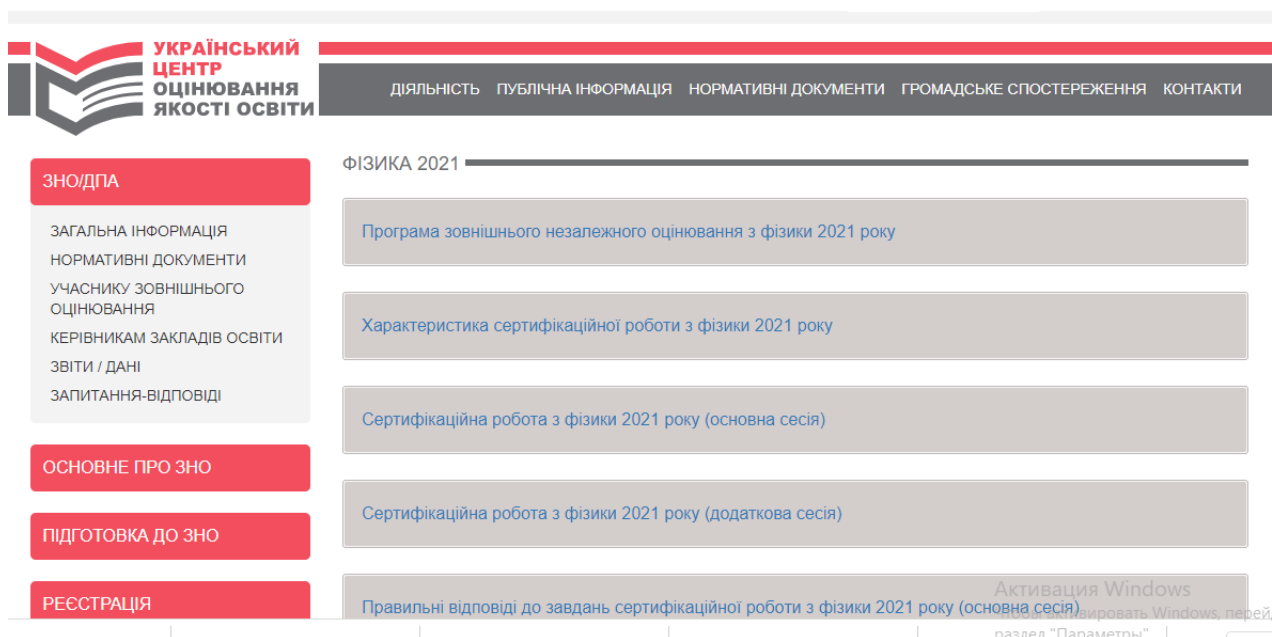 УКРАЇНСЬКИЙ
ЦЕНТР
ОЦІНЮВАННЯ
ЯКОСТІ ОСВІТИ
ДІЯЛЬНІСТЬ ПУБЛІЧНА ІНФОРМАЦІЯ НОРМАТИВНІ ДОКУМЕНТИ ГРОМАДСЬКЕ СПОСТЕРЕЖЕННЯ КОНТАКТИ
ЗНО/ДПА
ЗАГАЛЬНА ІНФОРМАЦІЯ
НОРМАТИВНІ ДОКУМЕНТИ
УЧАСНИКУ ЗОВНІШНЬОГО
ОЦІНЮВАННЯ
КЕРІВНИКАМ ЗАКЛАДІВ ОСВІТИ
ЗВІТИ / ДАНІ
ЗАПИТАННЯ-ВІДПОВІДІ
ОСНОВНЕ ПРО ЗНО
ПІДГОТОВКА ДО ЗНО
РЕЄСТРАЦІЯ
ФІЗИКА 2021
Програма зовнішнього незалежного оцінювання з фізики 2021 року
Характеристика сертифікаційної роботи з фізики 2021 року
Сертифікаційна робота з фізики 2021 року (основна сесія)
Сертифікаційна робота з фізики 2021 року (додаткова сесія)
Правильні відповіді до завдань сертифікаційної роботи з фізики 2021 року (основна сесія)
Активация Windows
Чтобы активировать Windows, перей
раздел "Параметры"